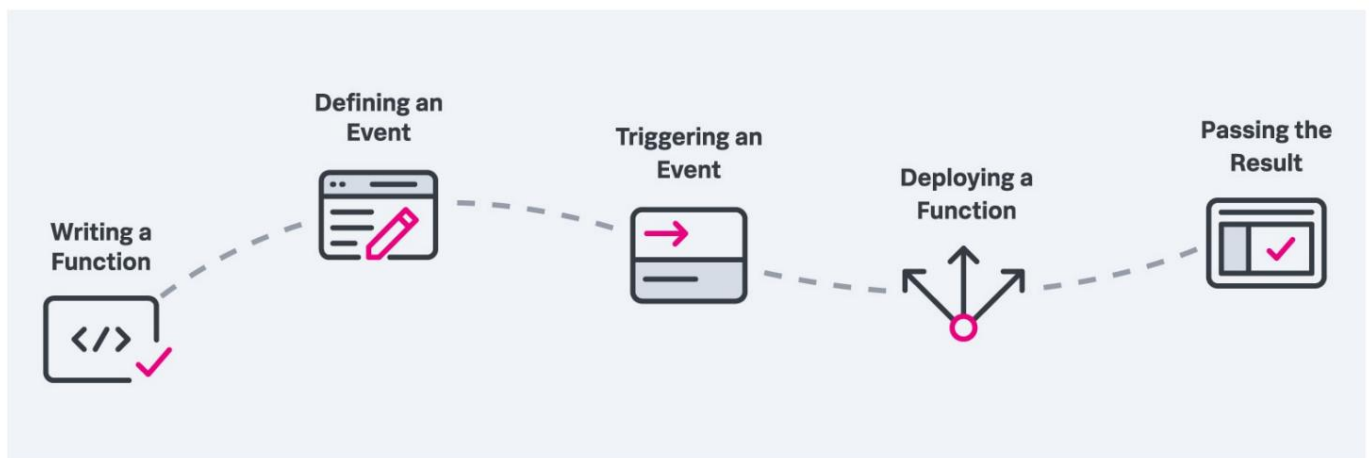 Writing a
Function
Defining an
Event
Triggering an
Event
Deploying a
Function
Passing the
Result